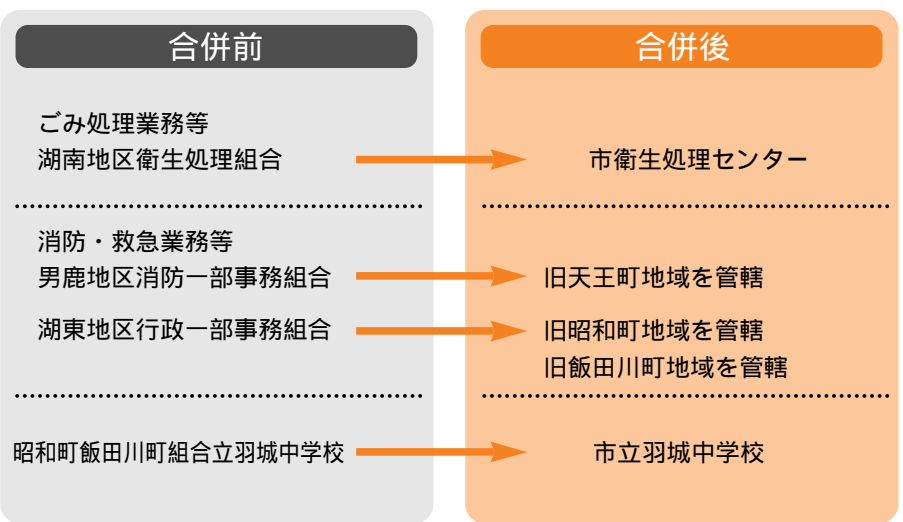 合併前
合併後
ごみ処理業務等
湖南地区衛生処理組合
市衛生処理センター
消防・救急業務等
男鹿地区消防一部事務組合
旧天王町地域を管轄
湖東地区行政一部事務組合
旧昭和町地域を管轄
旧飯田川町地域を管轄
昭和町飯田川町組合立羽城中学校
市立羽城中学校